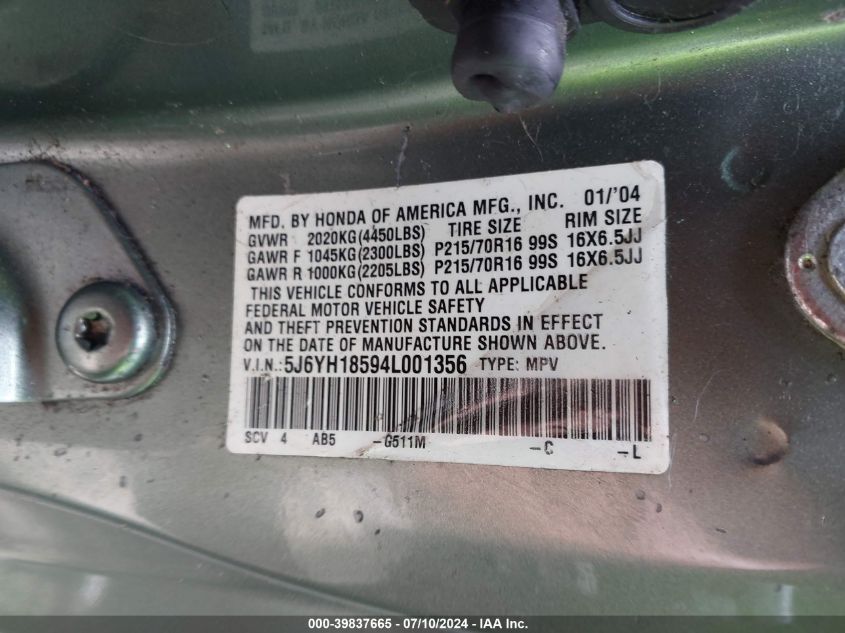 MFD. BY HONDA OF AMERICA MFG., INC. 01/'04
GVWR 2020KG(4450LBS) TIRE SIZE RIM SIZE
GAWR F 1045KG(2300LBS) P215/70R16 99S 16X6.5JJ
GAWR R 1000KG(2205LBS) P215/70R16 99S 16X6.5JJ
THIS VEHICLE CONFORMS TO ALL APPLICABLE
FEDERAL MOTOR VEHICLE SAFETY
AND THEFT PREVENTION STANDARDS IN EFFECT
ON THE DATE OF MANUFACTURE SHOWN ABOVE.
V.I.N.:5J6YH18594L001356 TYPE: MPV
SCV 4 AB5 -G511M -C -L
000-39837665 - 07/10/2024 - IAA Inc.